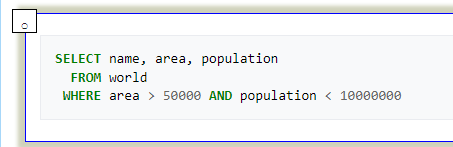 SELECT name, area, population
FROM world
WHERE area > 50000 AND population < 10000000